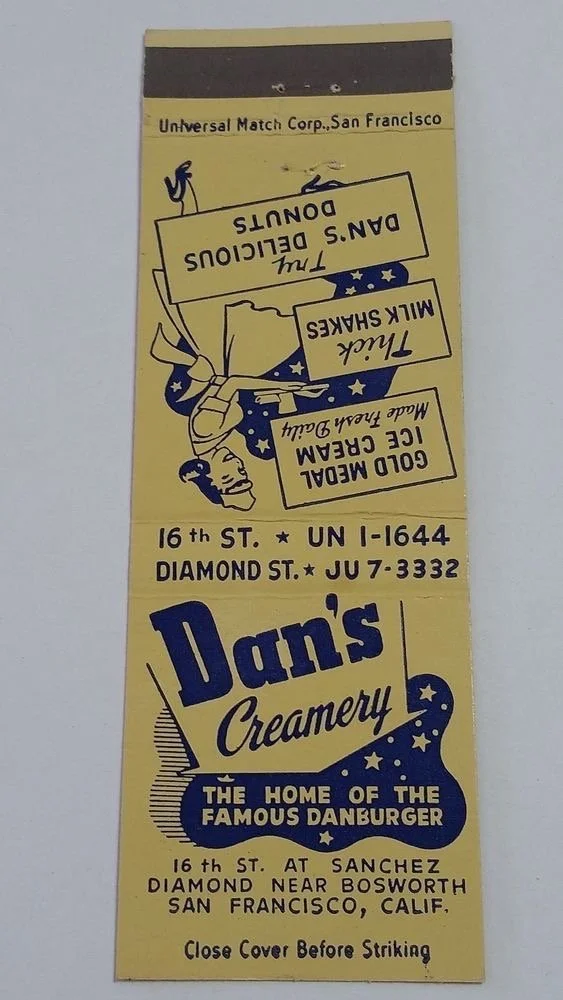 Universal Match Corp., San Francisco
Try
DAN'S DELICIOUS
DONUTS
Thick
MILK SHAKES
GOLD MEDAL
ICE CREAM
Made Fresh Daily
16th ST. ★ UN 1-1644
DIAMOND ST. ★ JU 7-3332
Dan's
Creamery
THE HOME OF THE
FAMOUS DANBURGER
16 th ST. AT SANCHEZ
DIAMOND NEAR BOSWORTH
SAN FRANCISCO, CALIF.
Close Cover Before Striking